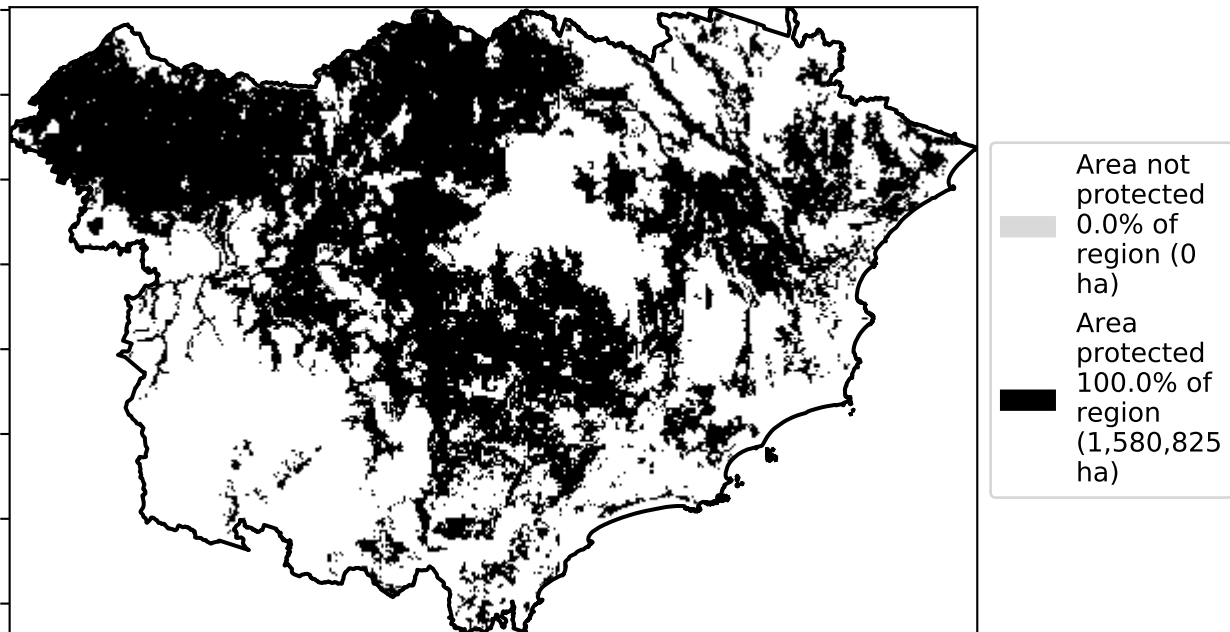 Area not
protected
0.0% of
region (0
ha)
Area
protected
100.0% of
region
(1,580,825
ha)